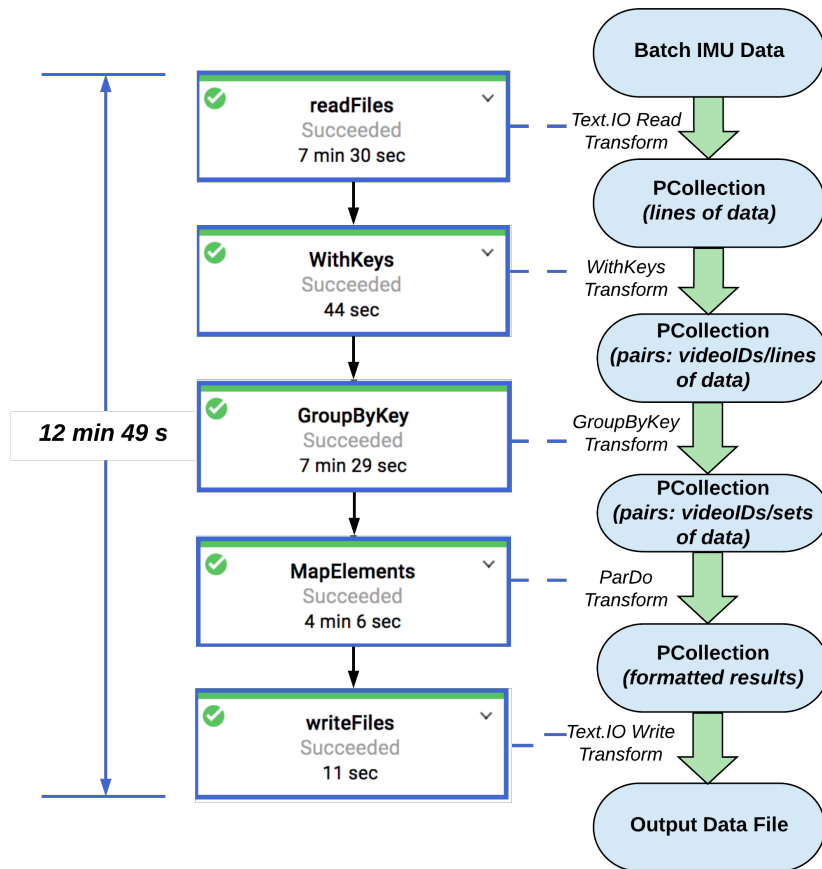 Batch IMU Data
readFiles
Succeeded
7 min 30 sec
Text.IO Read
Transform
PCollection
(lines of data)
WithKeys
Succeeded
44 sec
WithKeys
Transform
PCollection
(pairs: videoIDs/lines
of data)
12 min 49 s
GroupByKey
Succeeded
7 min 29 sec
GroupByKey
Transform
PCollection
(pairs: videoIDs/sets
of data)
MapElements
Succeeded
4 min 6 sec
ParDo
Transform
PCollection
(formatted results)
writeFiles
Succeeded
11 sec
Text.IO Write
Transform
Output Data File